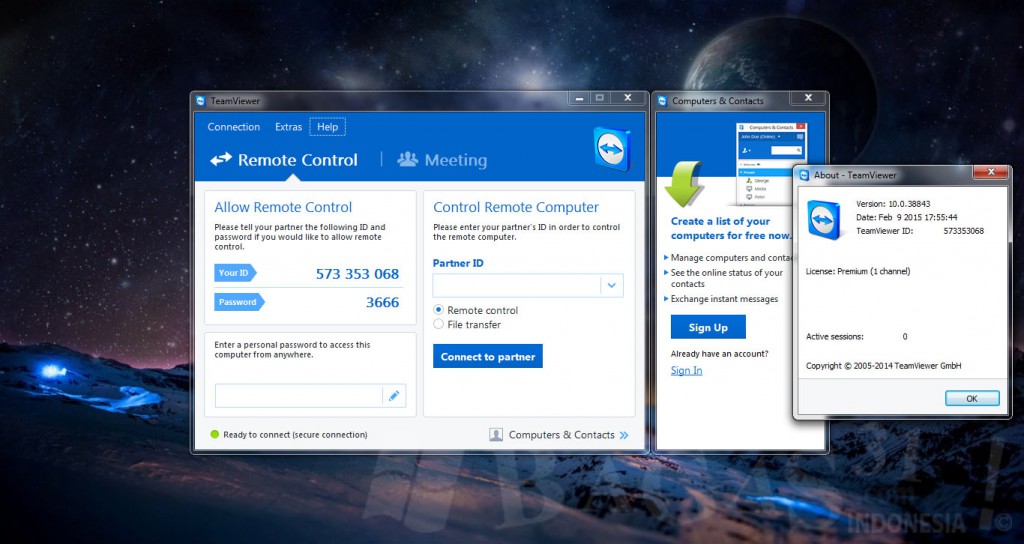 TeamViewer
Connection Extras Help
Remote Control
Meeting
Allow Remote Control
Please tell your partner the following ID and
password if you would like to allow remote
control.
Your ID 573 353 068
Password 3666
Enter a personal password to access this
computer from anywhere.
Control Remote Computer
Please enter your partner's ID in order to control
the remote computer.
Partner ID
Remote control
File transfer
Connect to partner
Ready to connect (secure connection)
Computers & Contacts
Computers & Contacts
Computers & Contacts
John Doe (Online)
George
Media
Create a list of your
computers for free now.
Manage computers and contac
See the online status of your
contacts
Exchange instant messages
Sign Up
Already have an account?
Sign In
About - TeamViewer
Version: 10.0.38843
Date: Feb 9 2015 17:55:44
TeamViewer ID: 573353068
License: Premium (1 channel)
Active sessions: 0
Copyright © 2005-2014 TeamViewer GmbH
OK
INDONESIA
©